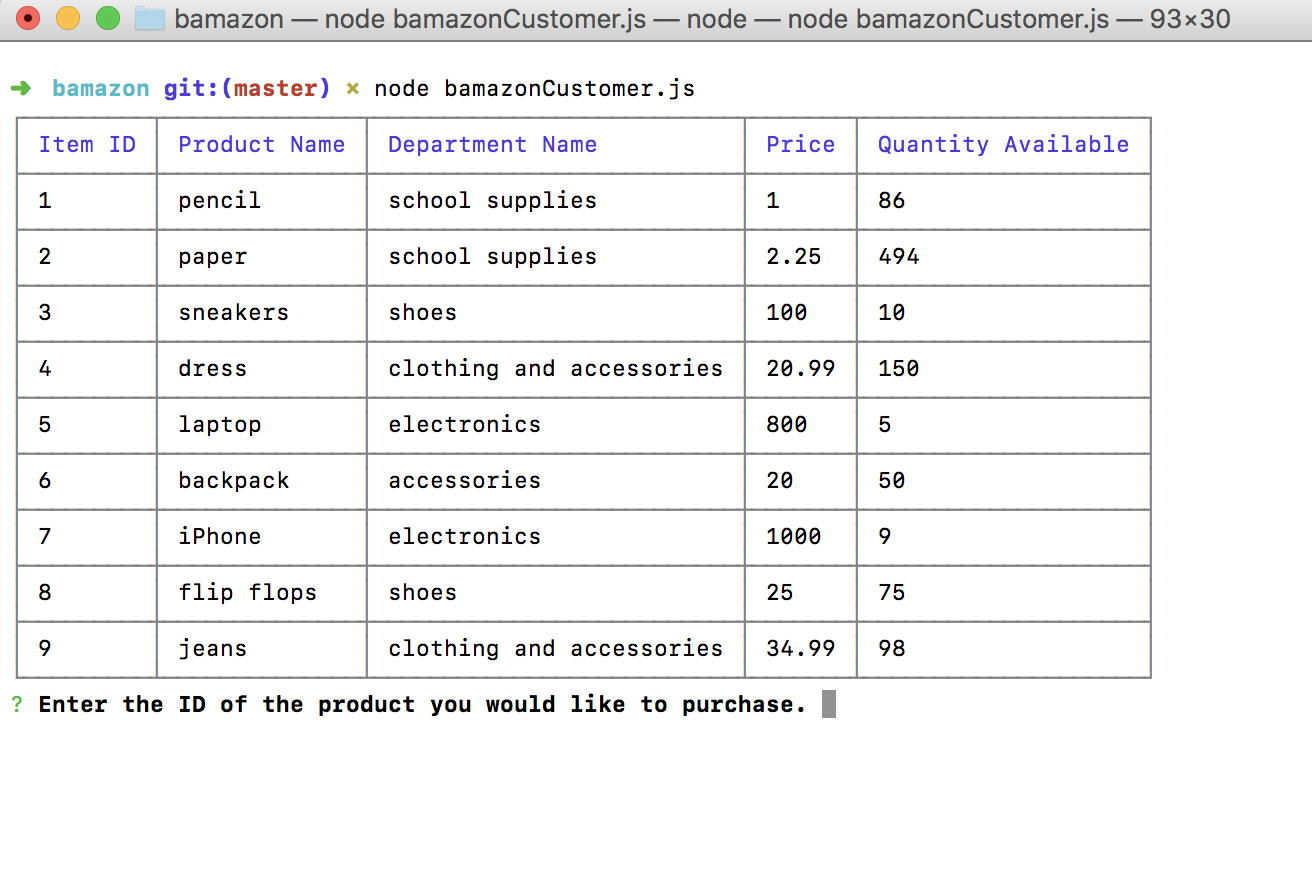 bamazon — node bamazonCustomer.js — node — node bamazonCustomer.js — 93×30
➜ bamazon git:(master) × node bamazonCustomer.js
Item ID Product Name Department Name Price Quantity Available
1 pencil school supplies 1 86
2 paper school supplies 2.25 494
3 sneakers shoes 100 10
4 dress clothing and accessories 20.99 150
5 laptop electronics 800 5
6 backpack accessories 20 50
7 iPhone electronics 1000 9
8 flip flops shoes 25 75
9 jeans clothing and accessories 34.99 98
? Enter the ID of the product you would like to purchase.